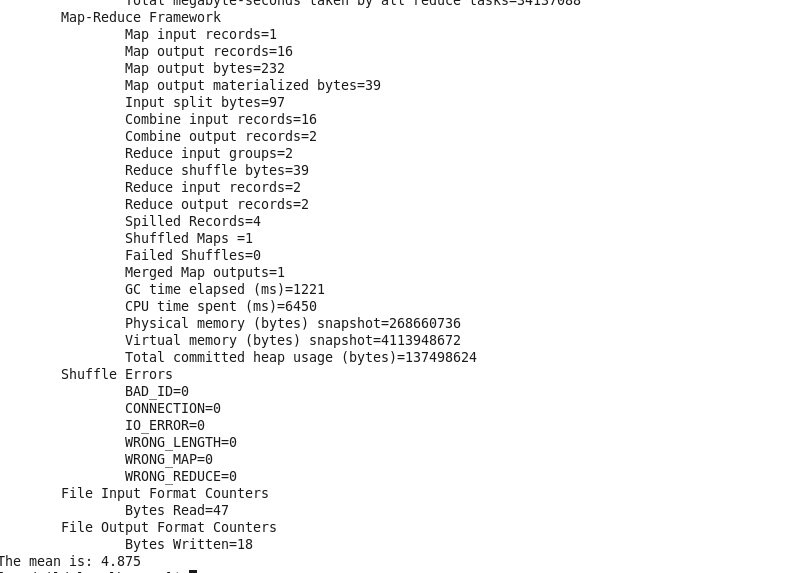 Total megabyte-seconds taken by all reduce tasks=34137088
Map-Reduce Framework
Map input records=1
Map output records=16
Map output bytes=232
Map output materialized bytes=39
Input split bytes=97
Combine input records=16
Combine output records=2
Reduce input groups=2
Reduce shuffle bytes=39
Reduce input records=2
Reduce output records=2
Spilled Records=4
Shuffled Maps =1
Failed Shuffles=0
Merged Map outputs=1
GC time elapsed (ms)=1221
CPU time spent (ms)=6450
Physical memory (bytes) snapshot=268660736
Virtual memory (bytes) snapshot=4113948672
Total committed heap usage (bytes)=137498624
Shuffle Errors
BAD_ID=0
CONNECTION=0
IO_ERROR=0
WRONG_LENGTH=0
WRONG_MAP=0
WRONG_REDUCE=0
File Input Format Counters
Bytes Read=47
File Output Format Counters
Bytes Written=18
The mean is: 4.875